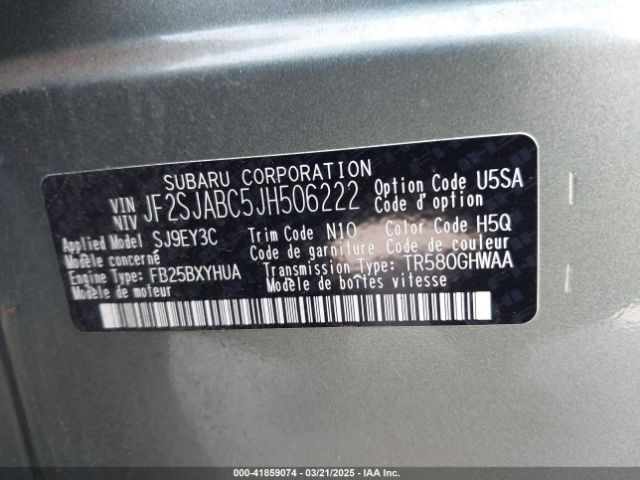 SUBARU CORPORATION
VIN NIV JF2SJABC5JH506222 Option Code U5SA
Code d'option
Applied Model SJ9EY3C Trim Code N10 Color Code H5Q
Modèle concerné Code de garniture Code de couleur
Engine Type: FB25BXYHUA Transmission Type: TR580GHWAA
Modèle de moteur Modèle de boîtes vitesse
000-41859074 — 03/21/2025 — IAA Inc.